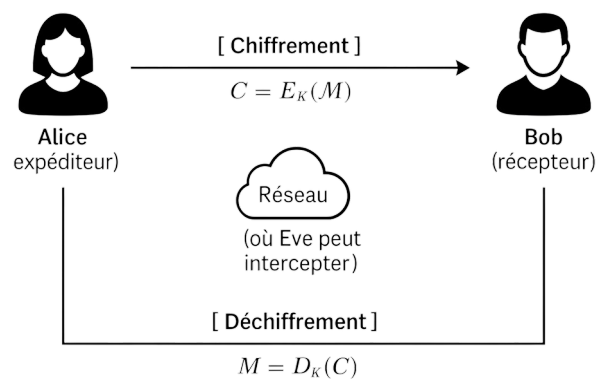 [ Chiffrement ]
C = E_K(M)
Alice
expéditeur)
Bob
(récepteur)
Réseau
(où Eve peut
intercepter)
[ Déchiffrement ]
M = D_K(C)